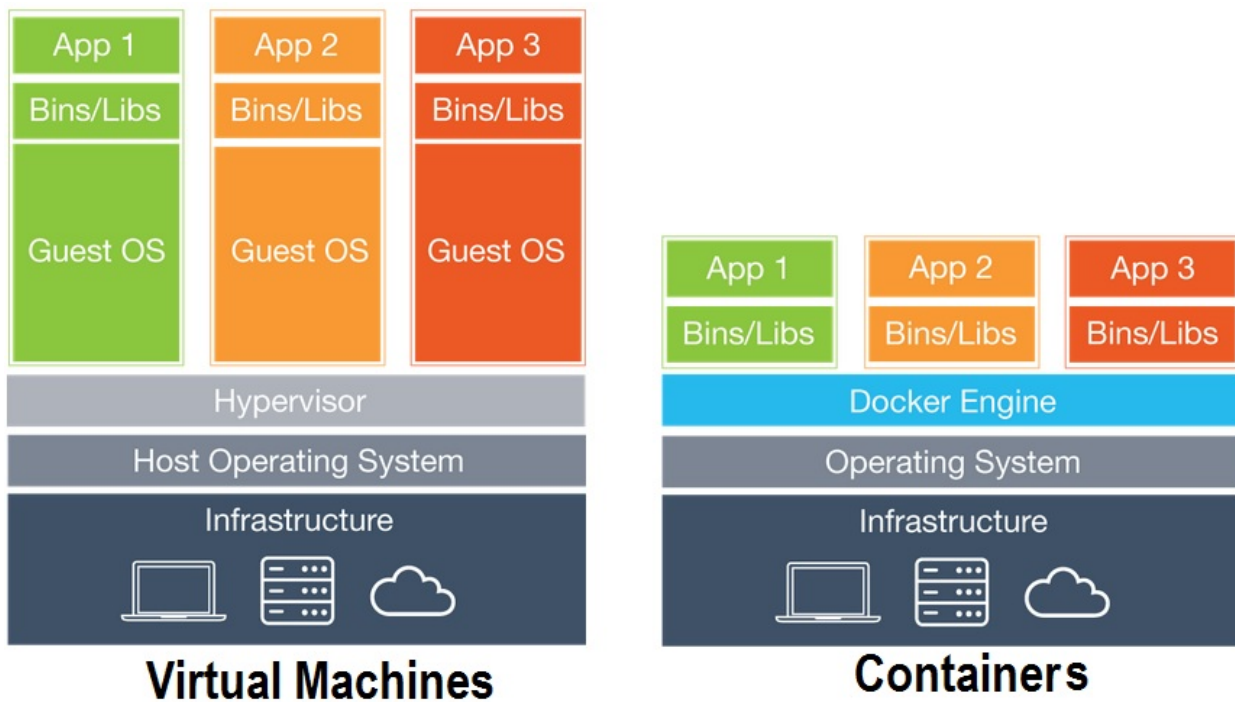 App 1
App 2
App 3
Bins/Libs
Bins/Libs
Bins/Libs
Guest OS
Guest OS
Guest OS
Hypervisor
Host Operating System
Infrastructure
Virtual Machines
App 1
App 2
App 3
Bins/Libs
Bins/Libs
Bins/Libs
Docker Engine
Operating System
Infrastructure
Containers